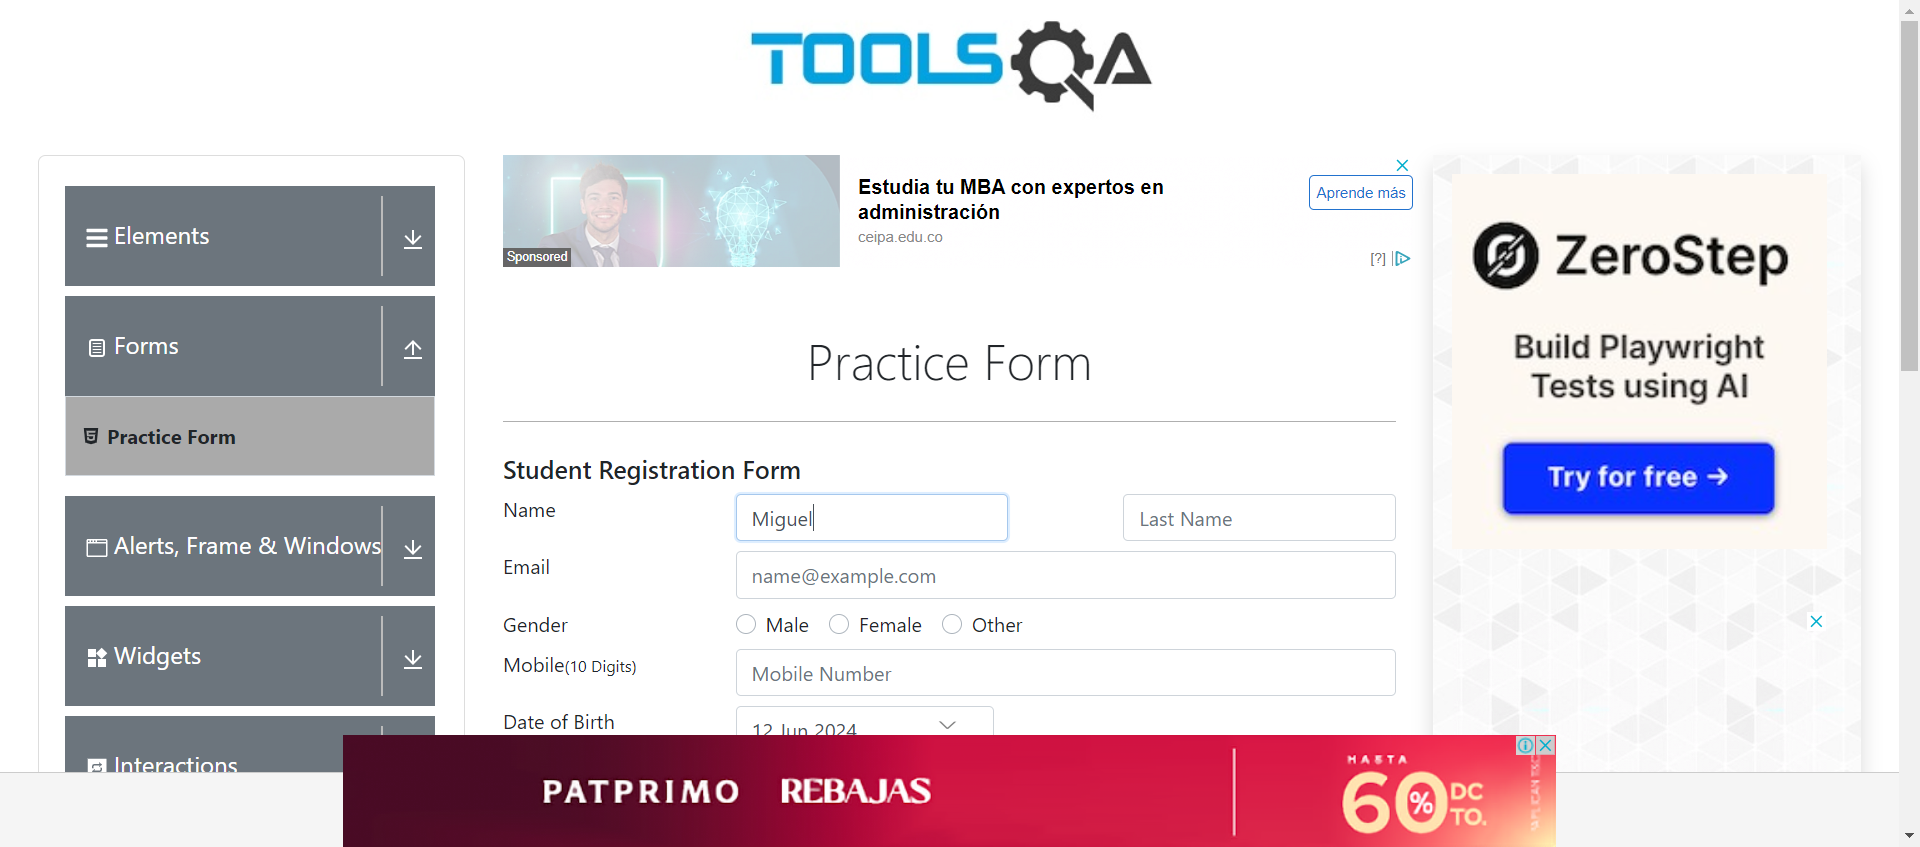 TOOLSQA
Elements
Forms
Practice Form
Alerts, Frame & Windows
Widgets
Interactions
Sponsored
Estudia tu MBA con expertos en
administración
ceipa.edu.co
Aprende más
[?]
Practice Form
Student Registration Form
Name
Miguel
Last Name
Email
name@example.com
Gender
Male
Female
Other
Mobile(10 Digits)
Mobile Number
Date of Birth
12 Jun 2024
ZeroStep
Build Playwright
Tests using AI
Try for free →
PATPRIMO
REBAJAS
HASTA
60%
DC
TO.